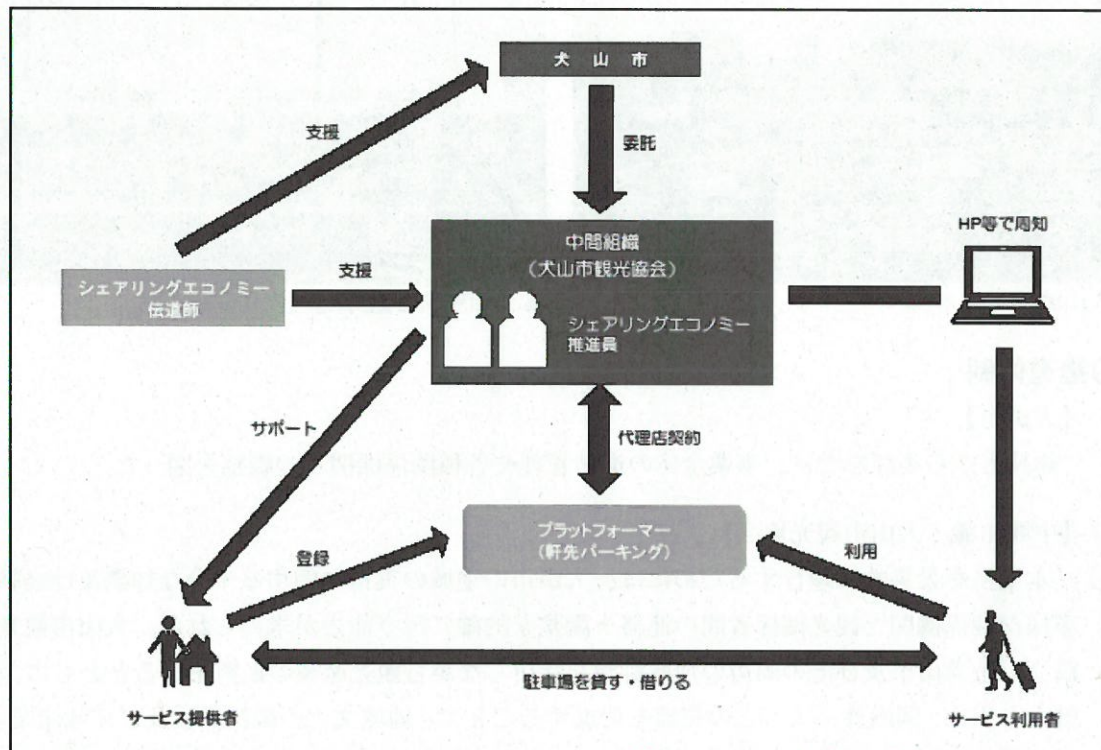 犬山市
支援
委託
HP等で周知
中間組織
(犬山市観光協会)
支援
シェアリングエコノミー
伝道師
シェアリングエコノミー
推進員
サポート
代理店契約
プラットフォーマー
(軒先パーキング)
登録
利用
駐車場を貸す・借りる
サービス提供者
サービス利用者